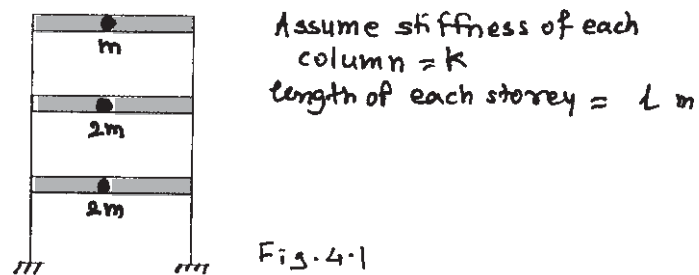 Assume stiffness of each
column = K
length of each storey = L m
m
2m
2m
Fig.4.1